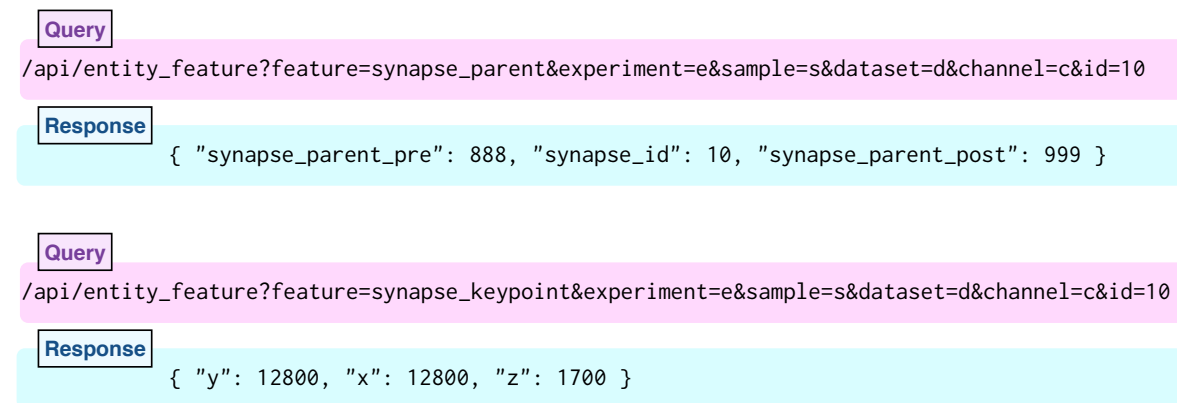 Query
/api/entity_feature?feature=synapse_parent&experiment=e&sample=s&dataset=d&channel=c&id=10
Response
{ "synapse_parent_pre": 888, "synapse_id": 10, "synapse_parent_post": 999 }
Query
/api/entity_feature?feature=synapse_keypoint&experiment=e&sample=s&dataset=d&channel=c&id=10
Response
{ "y": 12800, "x": 12800, "z": 1700 }